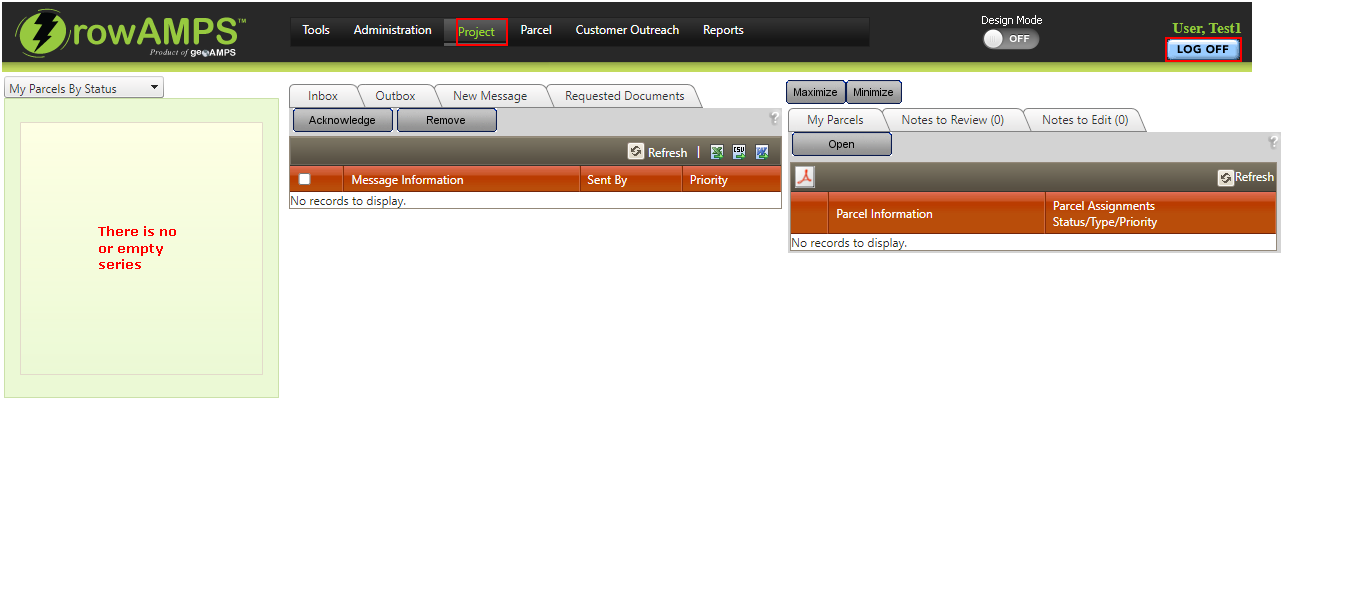 rowAMPS™
Product of geoAMPS
Tools Administration Project Parcel Customer Outreach Reports
Design Mode
OFF
User, Test1
LOG OFF
My Parcels By Status
There is no
or empty
series
Inbox Outbox New Message Requested Documents
Acknowledge Remove
?
Refresh | CSV
Message Information Sent By Priority
No records to display.
Maximize Minimize
My Parcels Notes to Review (0) Notes to Edit (0)
Open
?
Refresh
Parcel Information Parcel Assignments
Status/Type/Priority
No records to display.